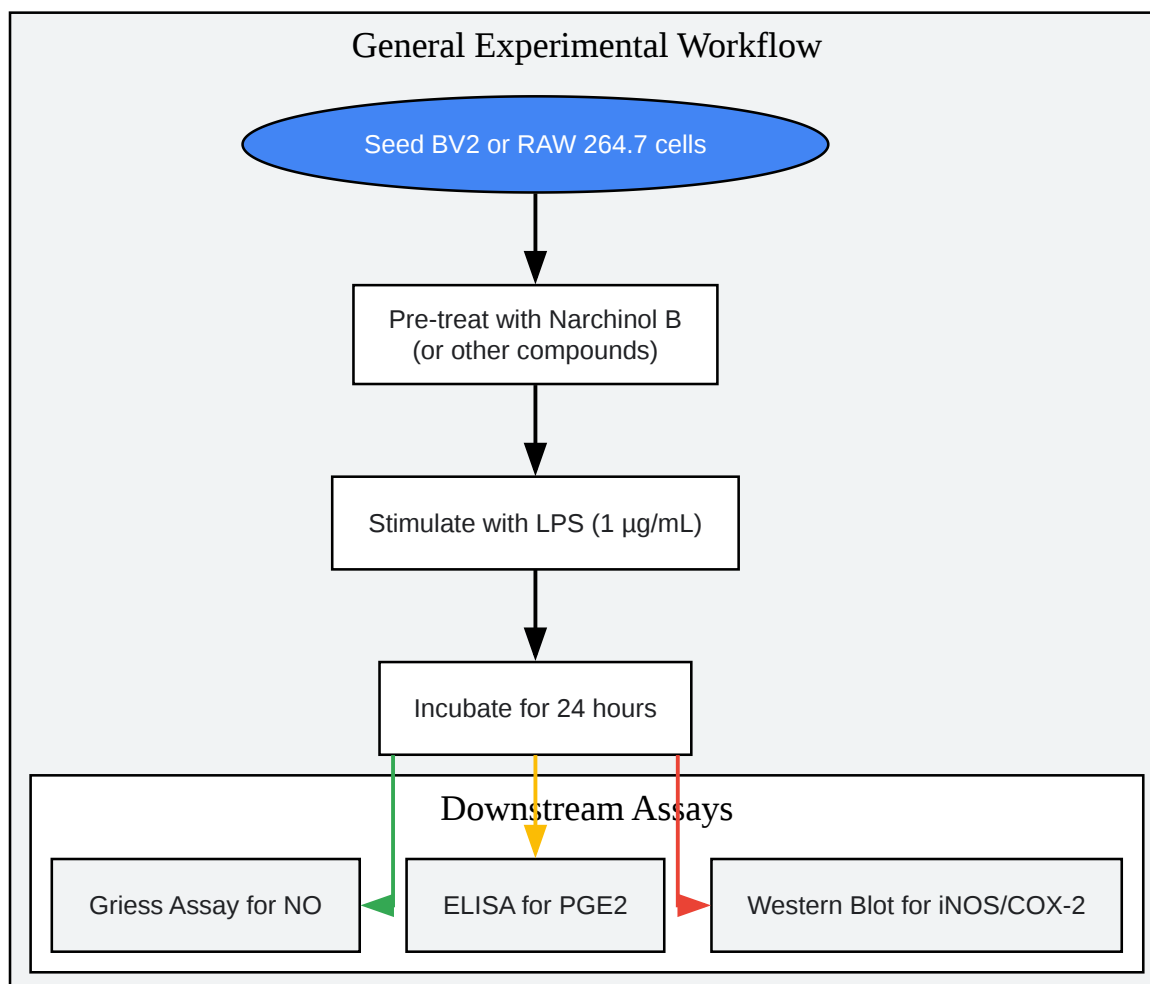 General Experimental Workflow
Seed BV2 or RAW 264.7 cells
Pre-treat with Narchinol B
(or other compounds)
Stimulate with LPS (1 µg/mL)
Incubate for 24 hours
Downstream Assays
Griess Assay for NO
ELISA for PGE2
Western Blot for iNOS/COX-2